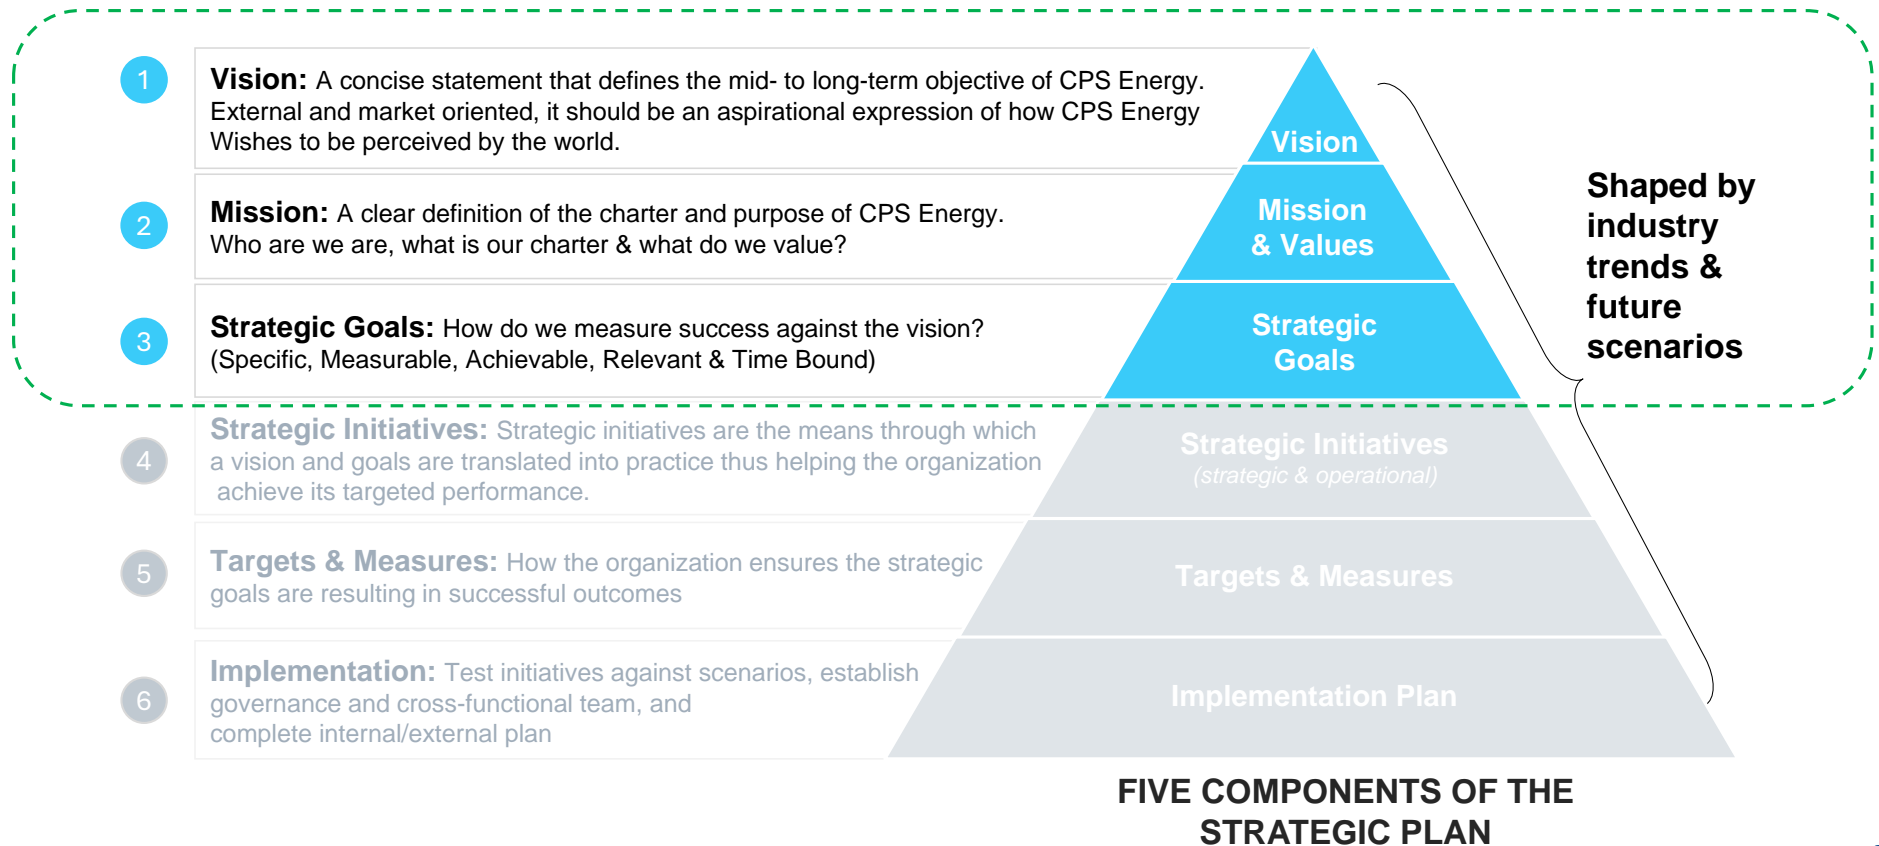 1
Vision: A concise statement that defines the mid- to long-term objective of CPS Energy.
External and market oriented, it should be an aspirational expression of how CPS Energy
Wishes to be perceived by the world.
2
Mission: A clear definition of the charter and purpose of CPS Energy.
Who are we are, what is our charter & what do we value?
3
Strategic Goals: How do we measure success against the vision?
(Specific, Measurable, Achievable, Relevant & Time Bound)
4
Strategic Initiatives: Strategic initiatives are the means through which
a vision and goals are translated into practice thus helping the organization
achieve its targeted performance.
5
Targets & Measures: How the organization ensures the strategic
goals are resulting in successful outcomes
6
Implementation: Test initiatives against scenarios, establish
governance and cross-functional team, and
complete internal/external plan
Vision
Mission
& Values
Strategic
Goals
Strategic Initiatives
(strategic & operational)
Targets & Measures
Implementation Plan
Shaped by
industry
trends &
future
scenarios
FIVE COMPONENTS OF THE
STRATEGIC PLAN